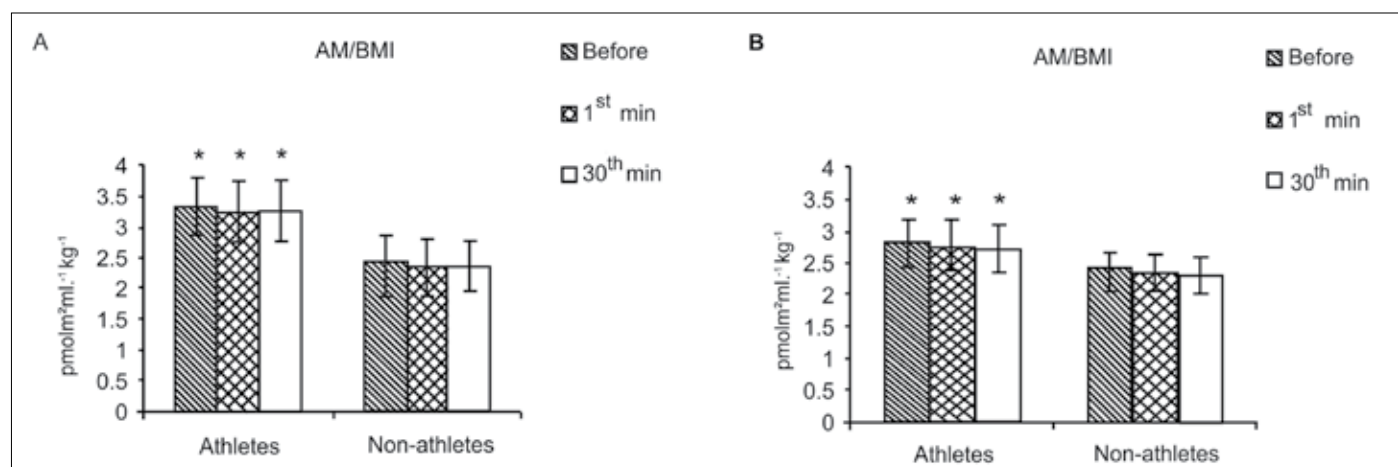 A
AM/BMI
Before
1st min
30th min
* * *
4
3.5
3
2.5
2
1.5
1
0.5
0
pmolm²ml.⁻¹kg⁻¹
Athletes
Non-athletes
B
AM/BMI
Before
1st min
30th min
* * *
4
3.5
3
2.5
2
1.5
1
0.5
0
pmolm²ml.⁻¹kg⁻¹
Athletes
Non-athletes